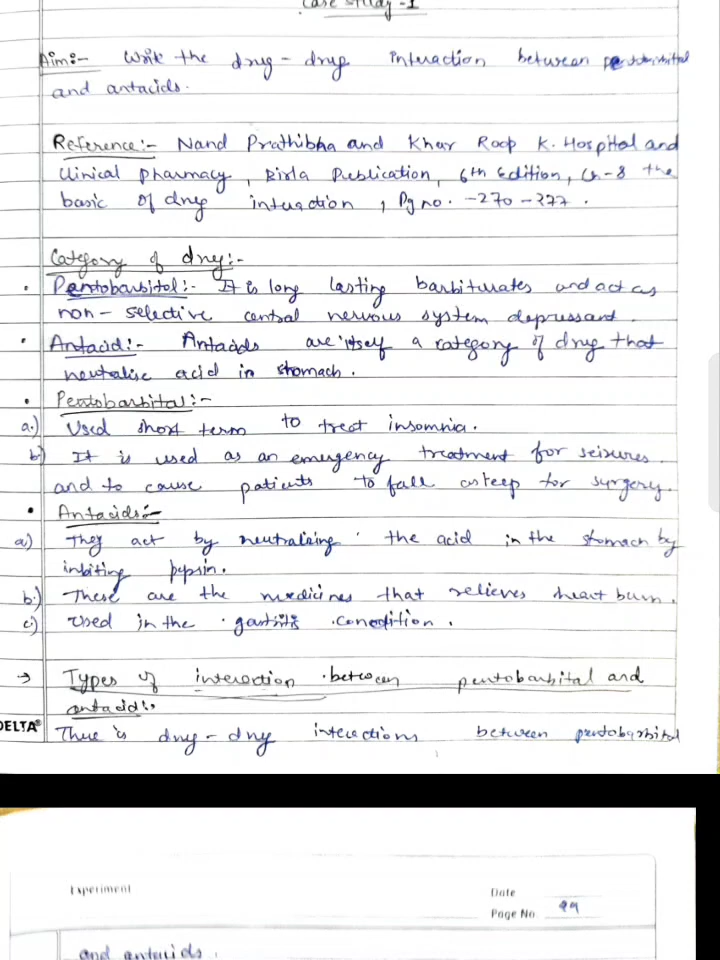 Case study -1
Aim:- Write the drug - drug interaction between pentobarbital
and antacids.
Reference:- Nand Prathibha and Khar Roop K. Hospital and
Clinical Pharmacy, Birla Publication, 6th Edition, Ch-8 the
basic of drug interaction, Pg no. -270 -277.
Category of drug:-
• Pentobarbitol:- It is long lasting barbiturates and act as
non - selective central nervous system depressant.
• Antacid:- Antacids are itself a category of drug that
neutralise acid in stomach.
• Pentobarbital:-
a.) Used short term to treat insomnia.
b.) It is used as an emergency treatment for seizures
and to cause patients to fall asleep for surgery.
• Antacids:-
a) They act by neutralizing the acid in the stomach by
inbiting pepsin.
b.) These are the medicines that relieves heart burn.
c) Used in the gastritis condition.
→ Types of interaction between pentobarbital and
antacid:-
DELTA®
There is drug - drug interections between pentobarbital
Experiment
Date
Page No 99
and antacids.